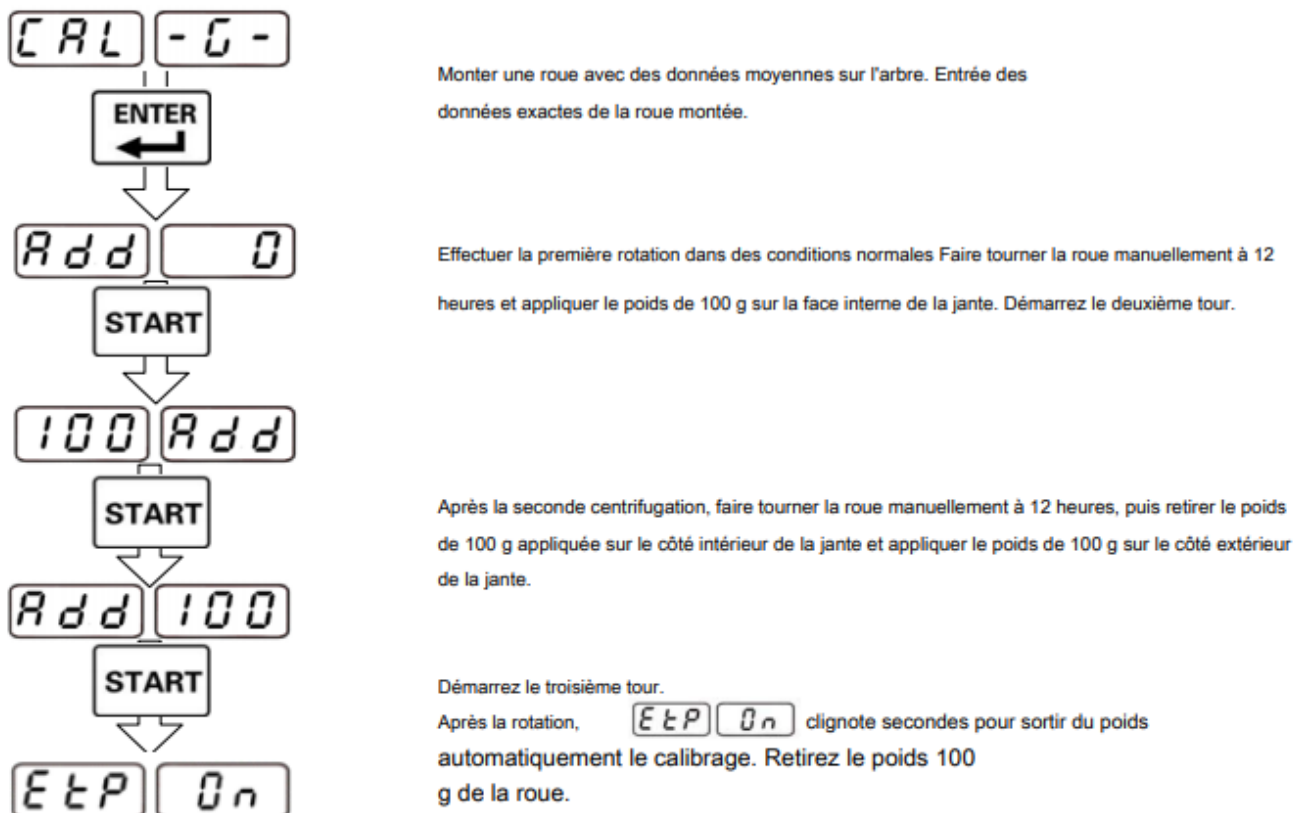 CAL -G-
Monter une roue avec des données moyennes sur l'arbre. Entrée des
données exactes de la roue montée.
ENTER
Add 0
Effectuer la première rotation dans des conditions normales Faire tourner la roue manuellement à 12
heures et appliquer le poids de 100 g sur la face interne de la jante. Démarrez le deuxième tour.
START
100 Add
START
Après la seconde centrifugation, faire tourner la roue manuellement à 12 heures, puis retirer le poids
de 100 g appliquée sur le côté intérieur de la jante et appliquer le poids de 100 g sur le côté extérieur
de la jante.
Add 100
START
Démarrez le troisième tour.
Après la rotation, EtP On clignote secondes pour sortir du poids
automatiquement le calibrage. Retirez le poids 100
g de la roue.
EtP On